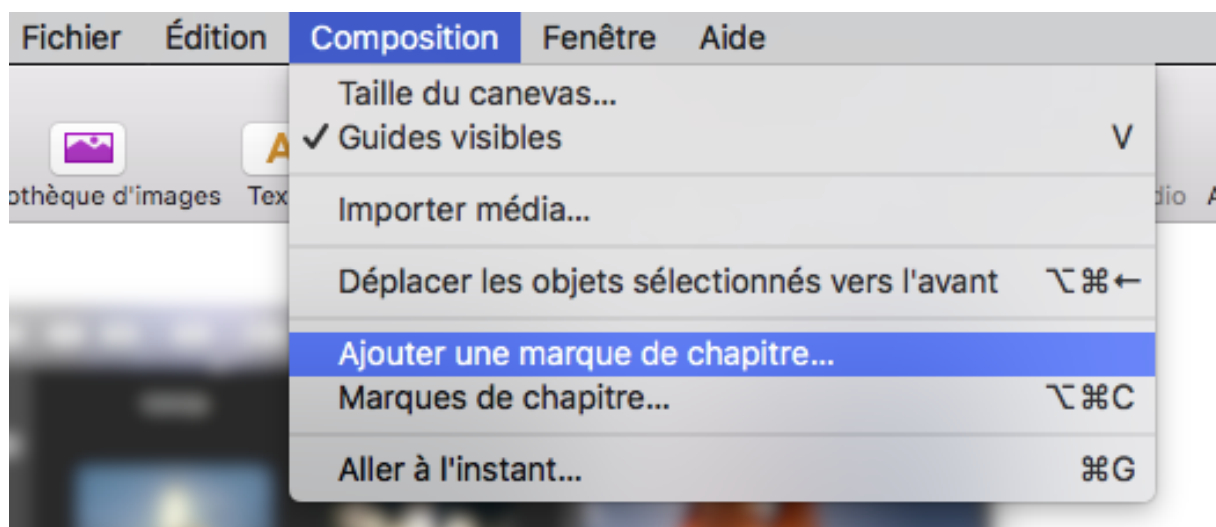 Fichier Édition Composition Fenêtre Aide
Taille du canevas...
✓ Guides visibles V
d'images
Importer média...
Déplacer les objets sélectionnés vers l'avant ⌥⌘←
Ajouter une marque de chapitre...
Marques de chapitre... ⌥⌘C
Aller à l'instant... ⌘G